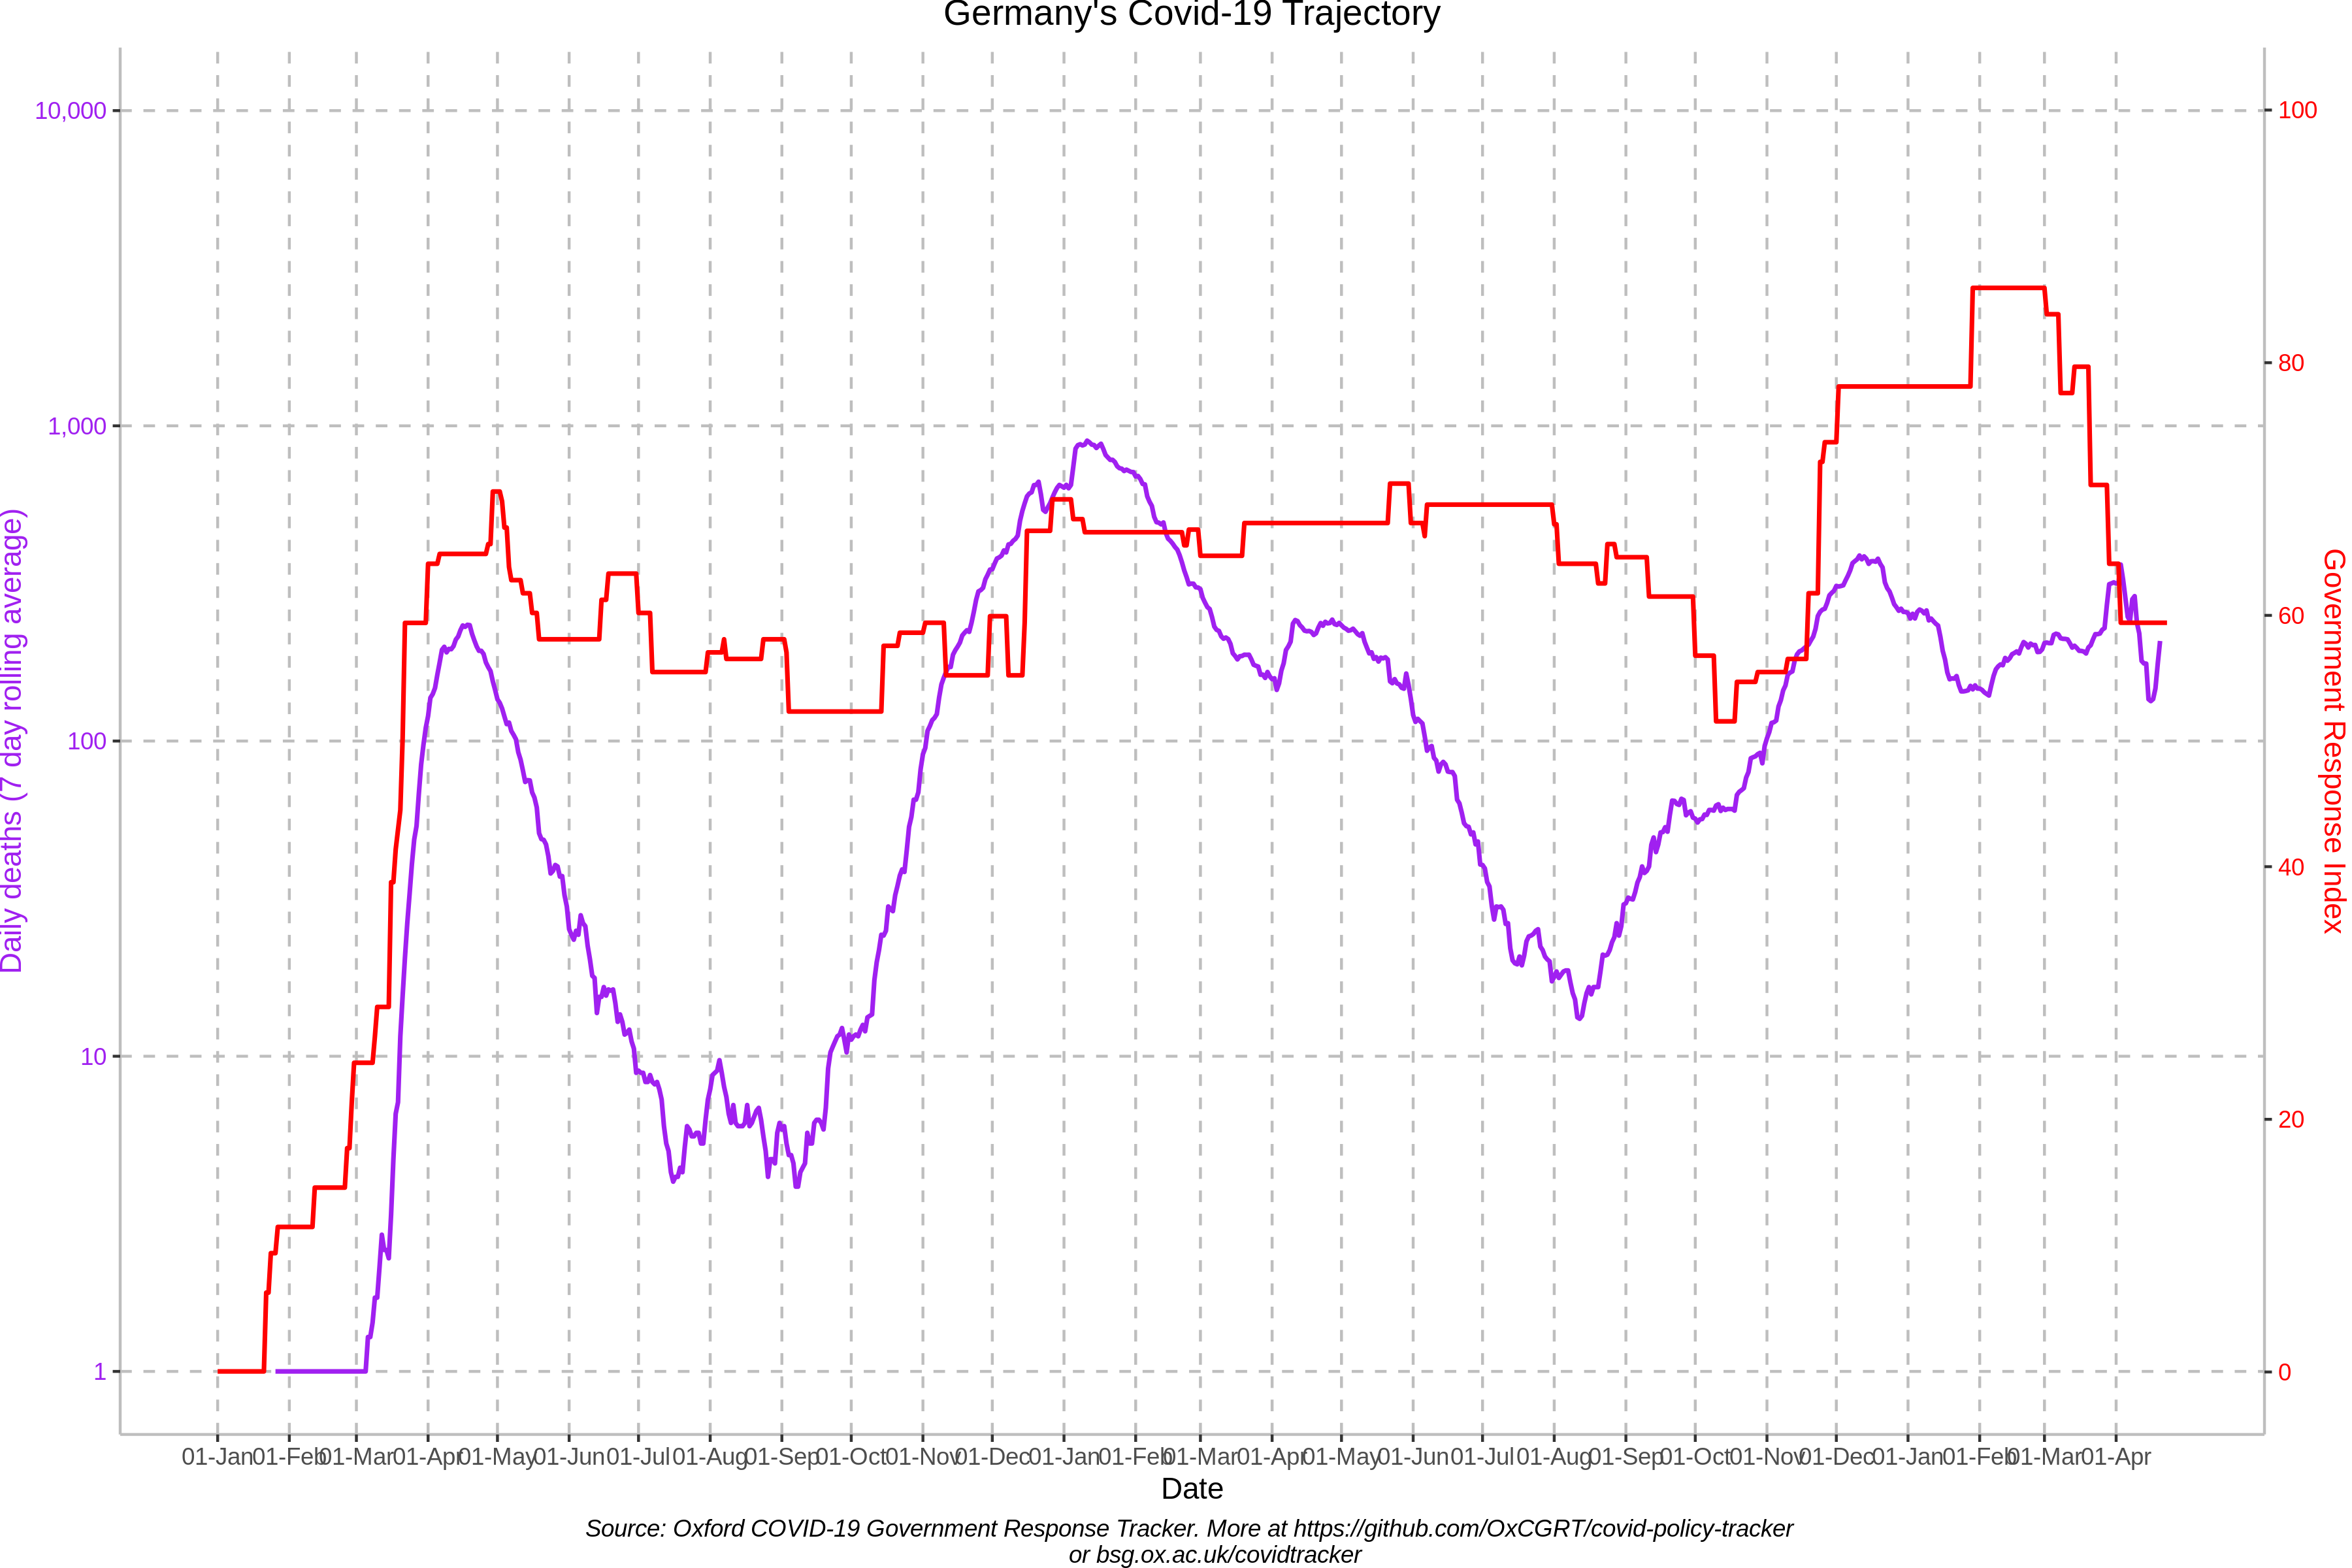 Germany's Covid-19 Trajectory
10,000
1,000
100
10
1
Daily deaths (7 day rolling average)
100
80
60
40
20
0
Government Response Index
01-Jan 01-Feb 01-Mar 01-Apr 01-May 01-Jun 01-Jul 01-Aug 01-Sep 01-Oct 01-Nov 01-Dec 01-Jan 01-Feb 01-Mar 01-Apr 01-May 01-Jun 01-Jul 01-Aug 01-Sep 01-Oct 01-Nov 01-Dec 01-Jan 01-Feb 01-Mar 01-Apr
Date
Source: Oxford COVID-19 Government Response Tracker. More at https://github.com/OxCGRT/covid-policy-tracker
or bsg.ox.ac.uk/covidtracker